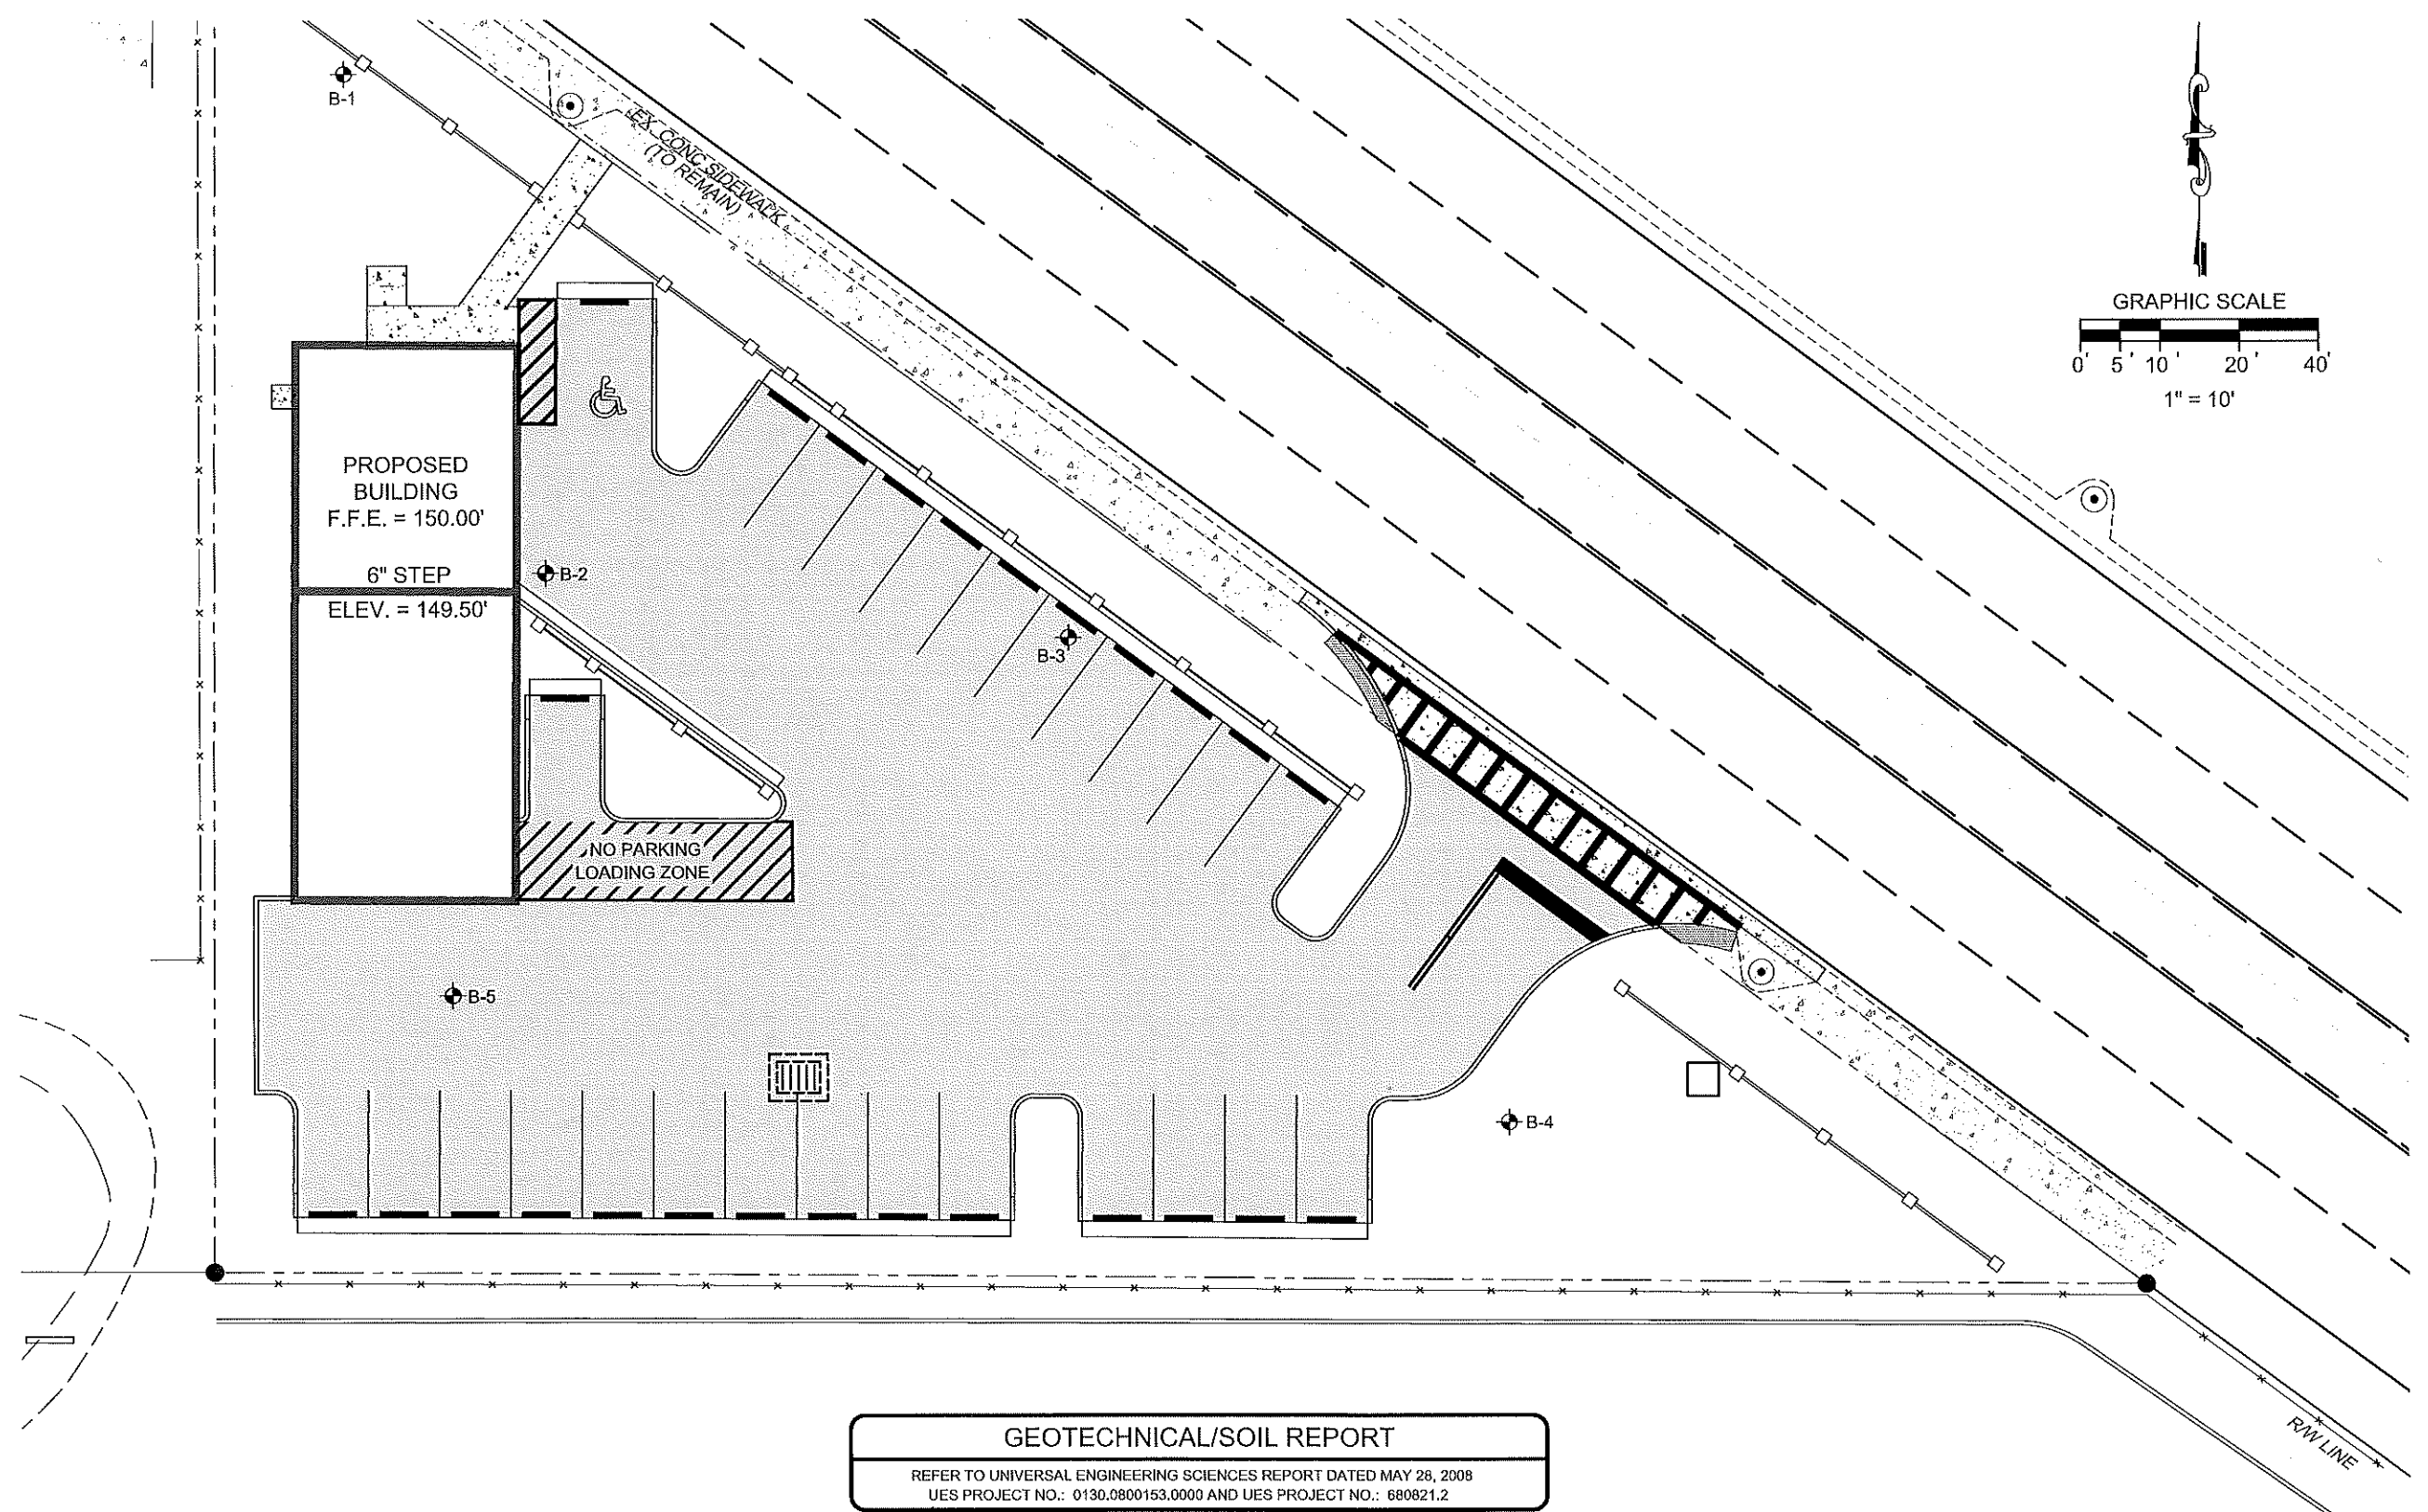 B-1
EX. CONC SIDEWALK
(TO REMAIN)
GRAPHIC SCALE
0' 5' 10' 20' 40'
1" = 10'
PROPOSED
BUILDING
F.F.E. = 150.00'
6" STEP
ELEV. = 149.50'
B-2
B-3
NO PARKING
LOADING ZONE
B-5
B-4
R/W LINE
GEOTECHNICAL/SOIL REPORT
REFER TO UNIVERSAL ENGINEERING SCIENCES REPORT DATED MAY 28, 2008
UES PROJECT NO.: 0130.0800153.0000 AND UES PROJECT NO.: 680821.2